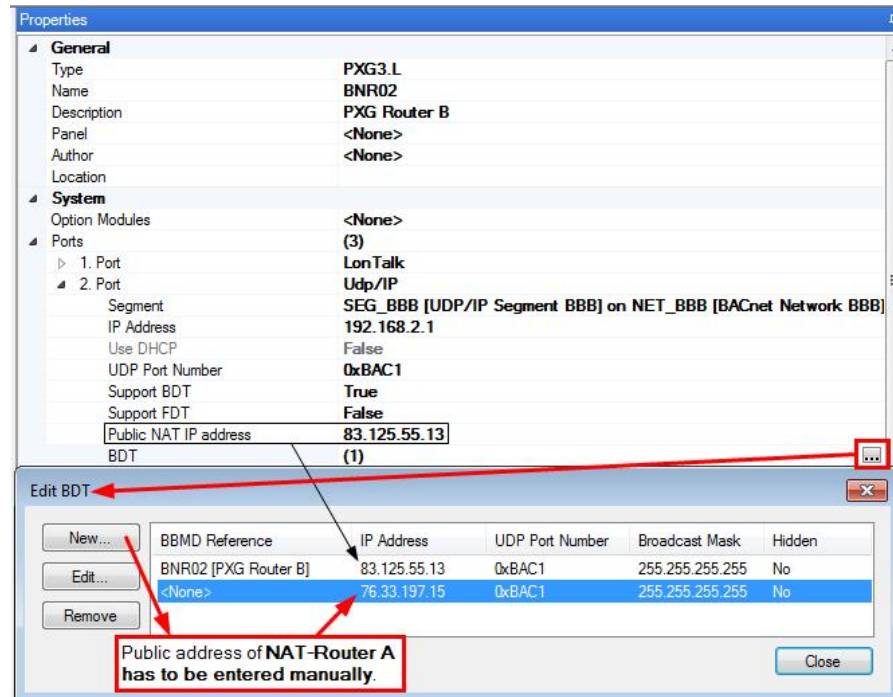 Properties
General
Type PXG3.L
Name BNR02
Description PXG Router B
Panel <None>
Author <None>
Location
System
Option Modules <None>
Ports (3)
1. Port LonTalk
2. Port Udp/IP
Segment SEG_BBB [UDP/IP Segment BBB] on NET_BBB [BACnet Network BBB]
IP Address 192.168.2.1
Use DHCP False
UDP Port Number 0xBAC1
Support BDT True
Support FDT False
Public NAT IP address 83.125.55.13
BDT (1) ...
Edit BDT
New... BBMD Reference IP Address UDP Port Number Broadcast Mask Hidden
Edit... BNR02 [PXG Router B] 83.125.55.13 0xBAC1 255.255.255.255 No
<None> 76.33.197.15 0xBAC1 255.255.255.255 No
Remove
Public address of NAT-Router A
has to be entered manually.
Close